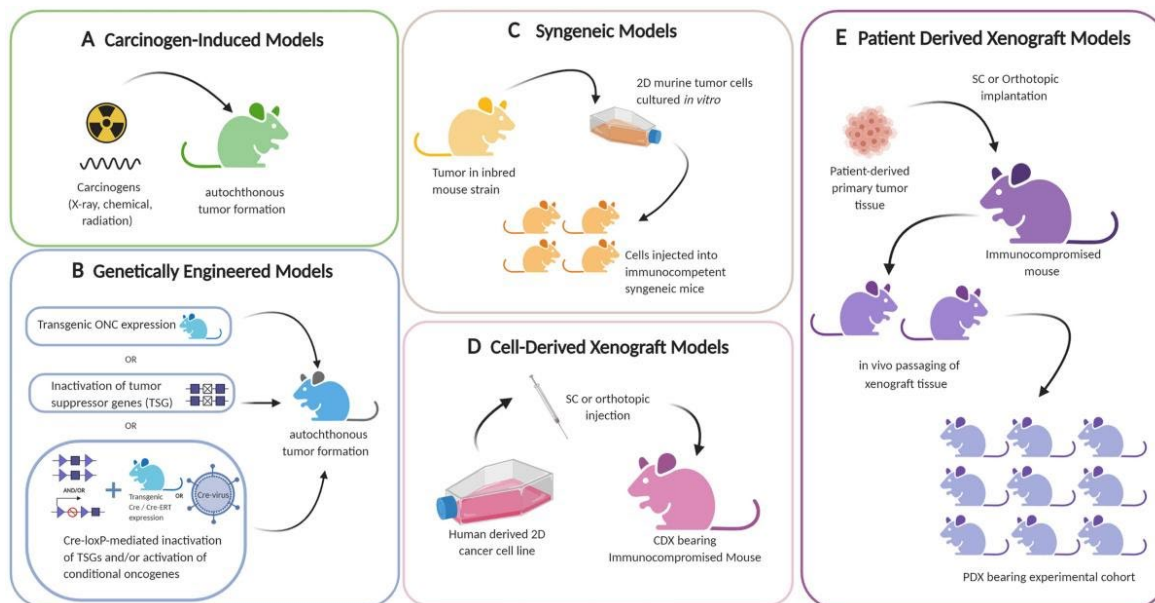 A Carcinogen-Induced Models
Carcinogens
(X-ray, chemical,
radiation)
autochthonous
tumor formation
B Genetically Engineered Models
Transgenic ONC expression
OR
Inactivation of tumor
suppressor genes (TSG)
OR
AND/OR
Transgenic
Cre / Cre-ERT
expression
OR
Cre-virus
Cre-loxP-mediated inactivation
of TSGs and/or activation of
conditional oncogenes
autochthonous
tumor formation
C Syngeneic Models
Tumor in inbred
mouse strain
2D murine tumor cells
cultured in vitro
Cells injected into
immunocompetent
syngeneic mice
D Cell-Derived Xenograft Models
SC or orthotopic
injection
Human derived 2D
cancer cell line
CDX bearing
Immunocompromised Mouse
E Patient Derived Xenograft Models
SC or Orthotopic
implantation
Patient-derived
primary tumor
tissue
Immunocompromised
mouse
in vivo passaging of
xenograft tissue
PDX bearing experimental cohort